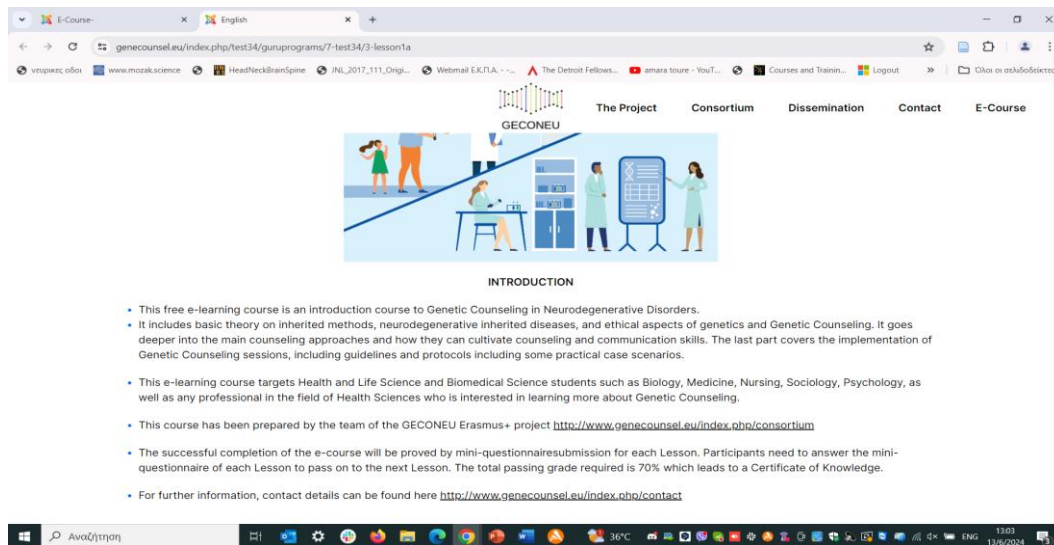 E-Course-
English
genecounsel.eu/index.php/test34/guruprograms/7-test34/3-lesson1a
νευρικες οδοι www.mozak.science HeadNeckBrainSpine JNL_2017_111_Origi... Webmail Ε.Κ.Π.Α. - -... The Detroit Fellows... amara toure - YouT... Courses and Trainin... Logout » Όλοι οι σελιδοδείκτες
GECONEU
The Project Consortium Dissemination Contact E-Course
INTRODUCTION
• This free e-learning course is an introduction course to Genetic Counseling in Neurodegenerative Disorders.
• It includes basic theory on inherited methods, neurodegenerative inherited diseases, and ethical aspects of genetics and Genetic Counseling. It goes
deeper into the main counseling approaches and how they can cultivate counseling and communication skills. The last part covers the implementation of
Genetic Counseling sessions, including guidelines and protocols including some practical case scenarios.
• This e-learning course targets Health and Life Science and Biomedical Science students such as Biology, Medicine, Nursing, Sociology, Psychology, as
well as any professional in the field of Health Sciences who is interested in learning more about Genetic Counseling.
• This course has been prepared by the team of the GECONEU Erasmus+ project http://www.genecounsel.eu/index.php/consortium
• The successful completion of the e-course will be proved by mini-questionnairesubmission for each Lesson. Participants need to answer the mini-
questionnaire of each Lesson to pass on to the next Lesson. The total passing grade required is 70% which leads to a Certificate of Knowledge.
• For further information, contact details can be found here http://www.genecounsel.eu/index.php/contact
Αναζήτηση
36°C
ENG
13:03
13/6/2024